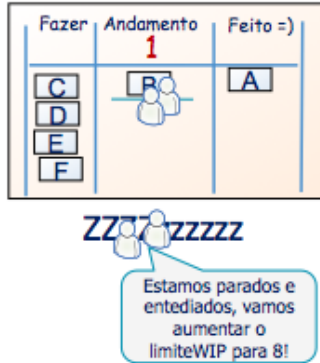 Fazer Andamento Feito =)
1
C B A
D
E
F
ZZZZzzzzzz
Estamos parados e
entediados, vamos
aumentar o
limiteWIP para 8!